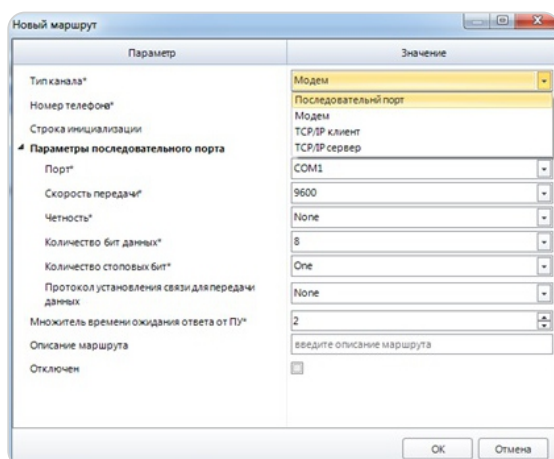 Новый маршрут
Параметр Значение
Тип канала* Модем
Последовательнй порт
Номер телефона* Модем
TCP/IP клиент
Строка инициализации TCP/IP сервер
Параметры последовательного порта
Порт* COM1
Скорость передачи* 9600
Четность* None
Количество бит данных* 8
Количество стоповых бит* One
Протокол установления связи для передачи
данных None
Множитель времени ожидания ответа от ПУ* 2
Описание маршрута введите описание маршрута
Отключен
OK Отмена